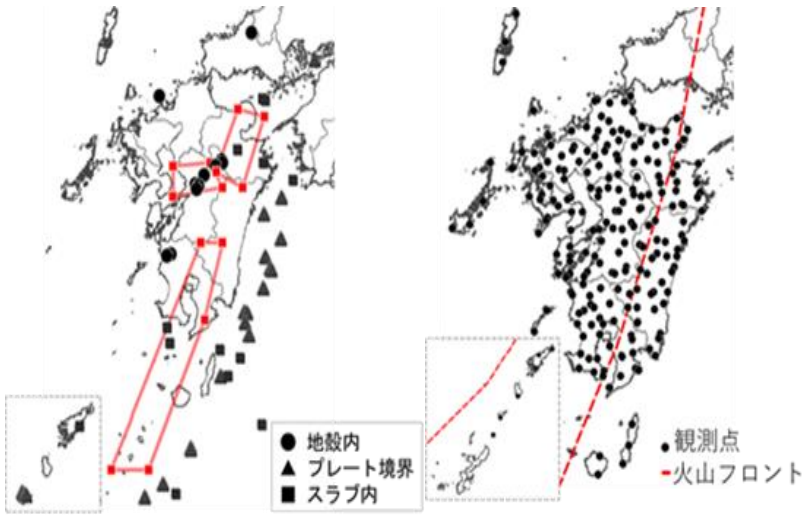 地殻内
プレート境界
スラブ内
観測点
火山フロント